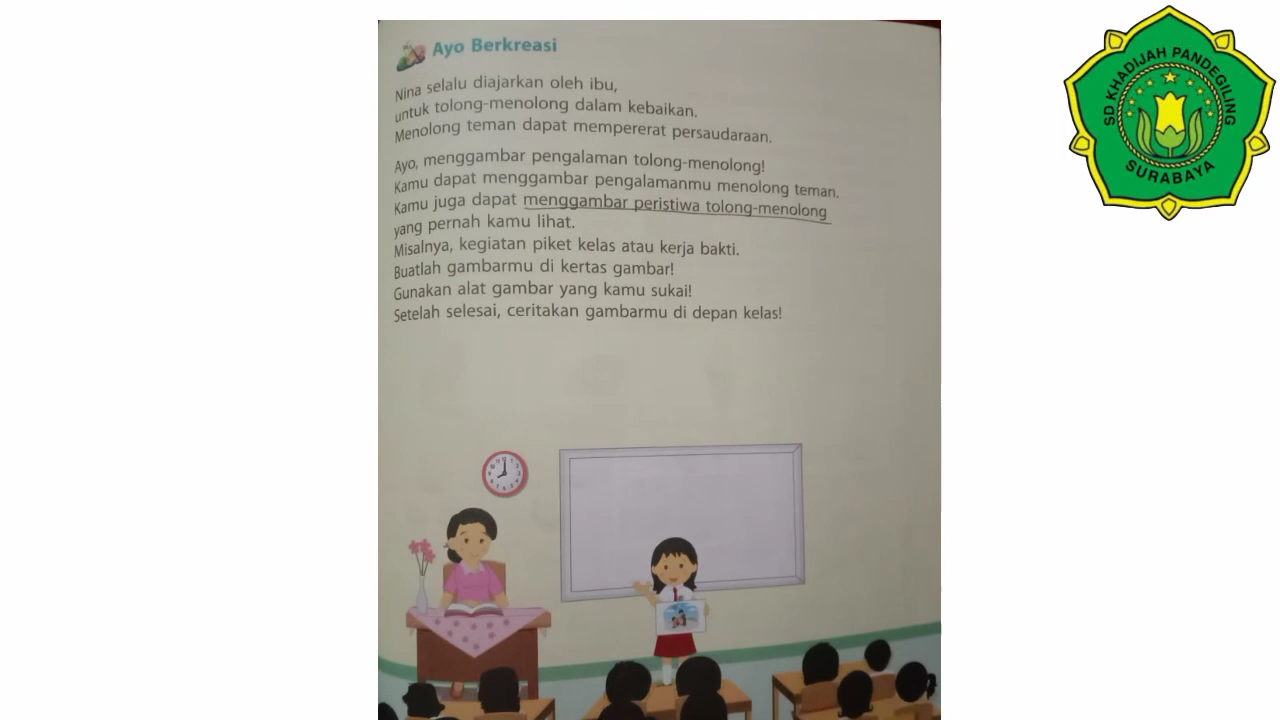 Ayo Berkreasi
Nina selalu diajarkan oleh ibu,
untuk tolong-menolong dalam kebaikan.
Menolong teman dapat mempererat persaudaraan.
Ayo, menggambar pengalaman tolong-menolong!
Kamu dapat menggambar pengalamanmu menolong teman.
Kamu juga dapat menggambar peristiwa tolong-menolong
yang pernah kamu lihat.
Misalnya, kegiatan piket kelas atau kerja bakti.
Buatlah gambarmu di kertas gambar!
Gunakan alat gambar yang kamu sukai!
Setelah selesai, ceritakan gambarmu di depan kelas!
SD KHADIJAH PANDEGILING
SURABAYA